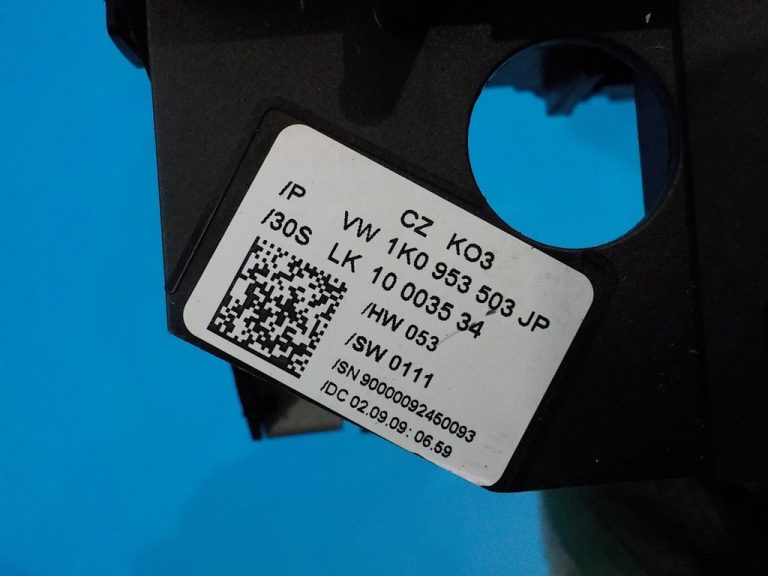 CZ KO3
/P VW 1K0 953 503 JP
/30S LK 10 0035 34
/HW 053
/SW 0111
/SN 90000092450093
/DC 02.09.09: 06.59